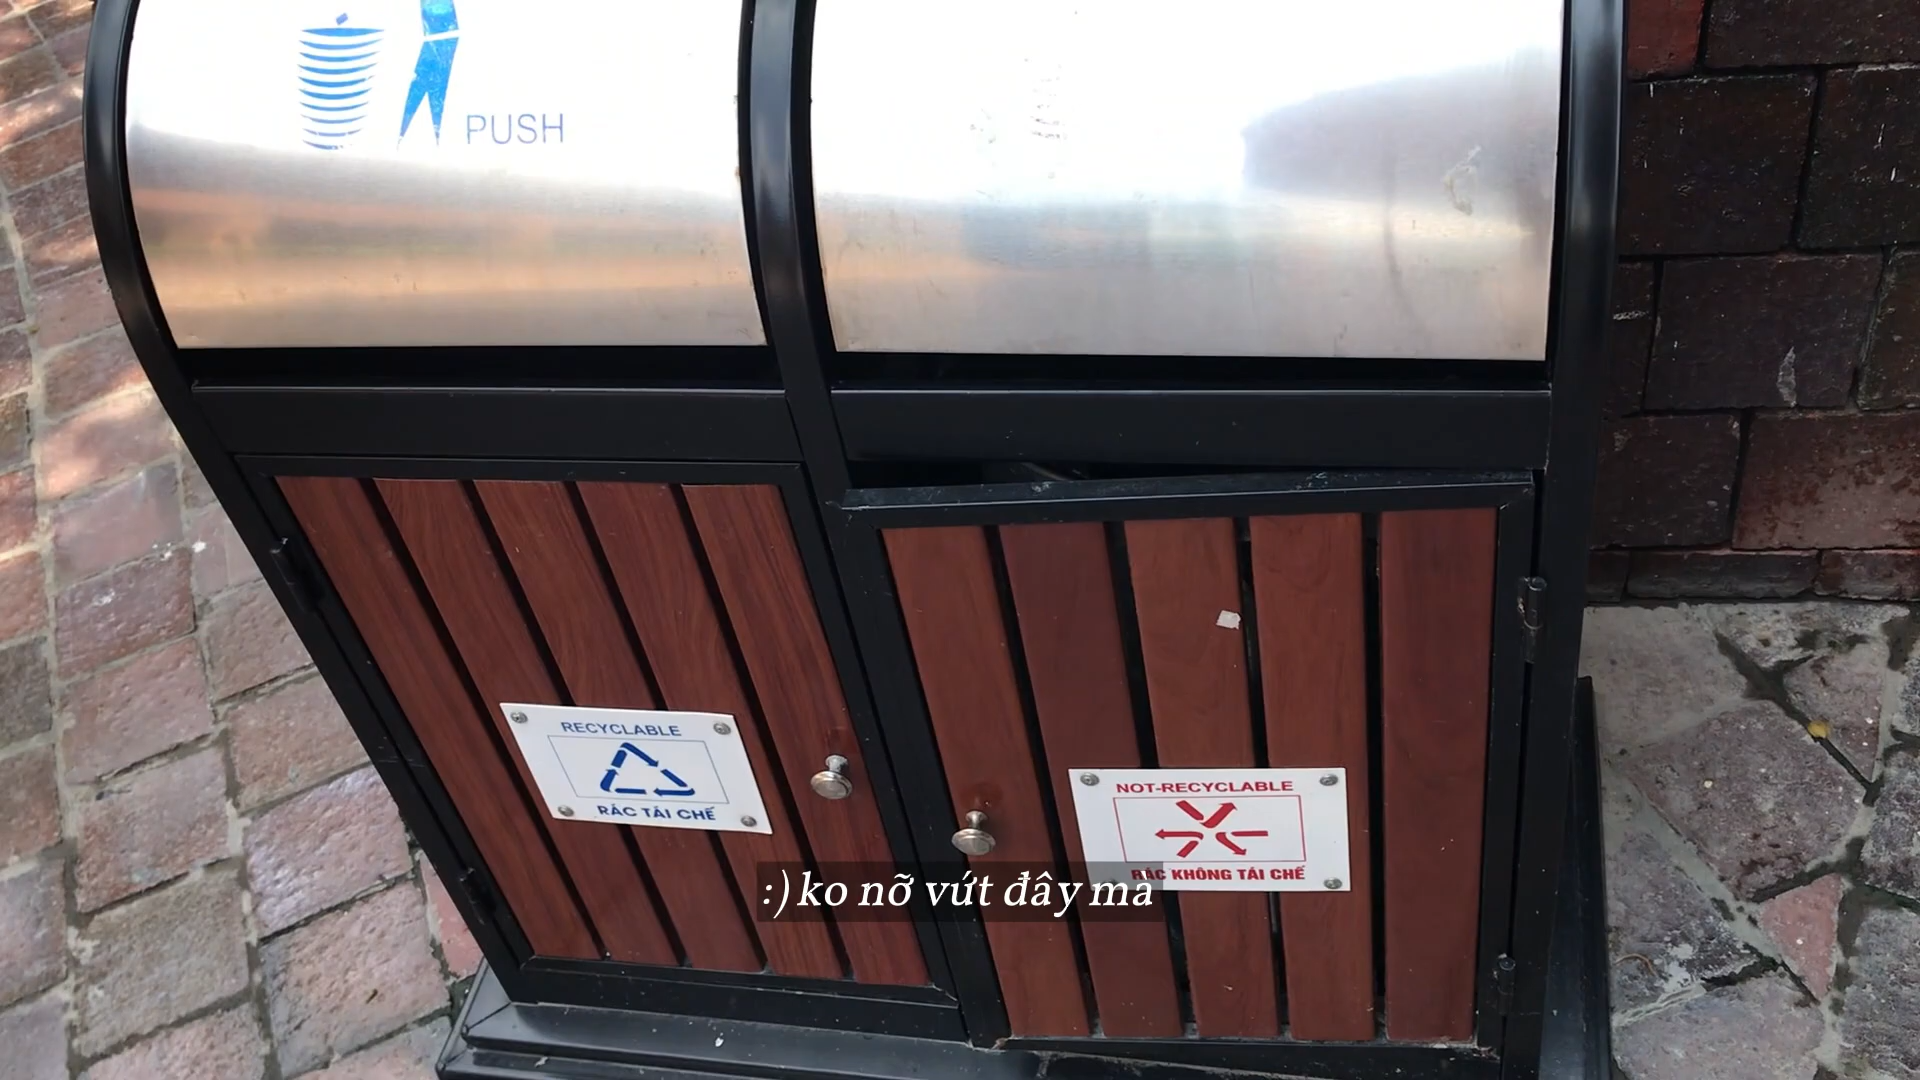 PUSH
RECYCLABLE
RÁC TÁI CHẾ
NOT-RECYCLABLE
RÁC KHÔNG TÁI CHẾ
:) ko nỡ vứt đây mà